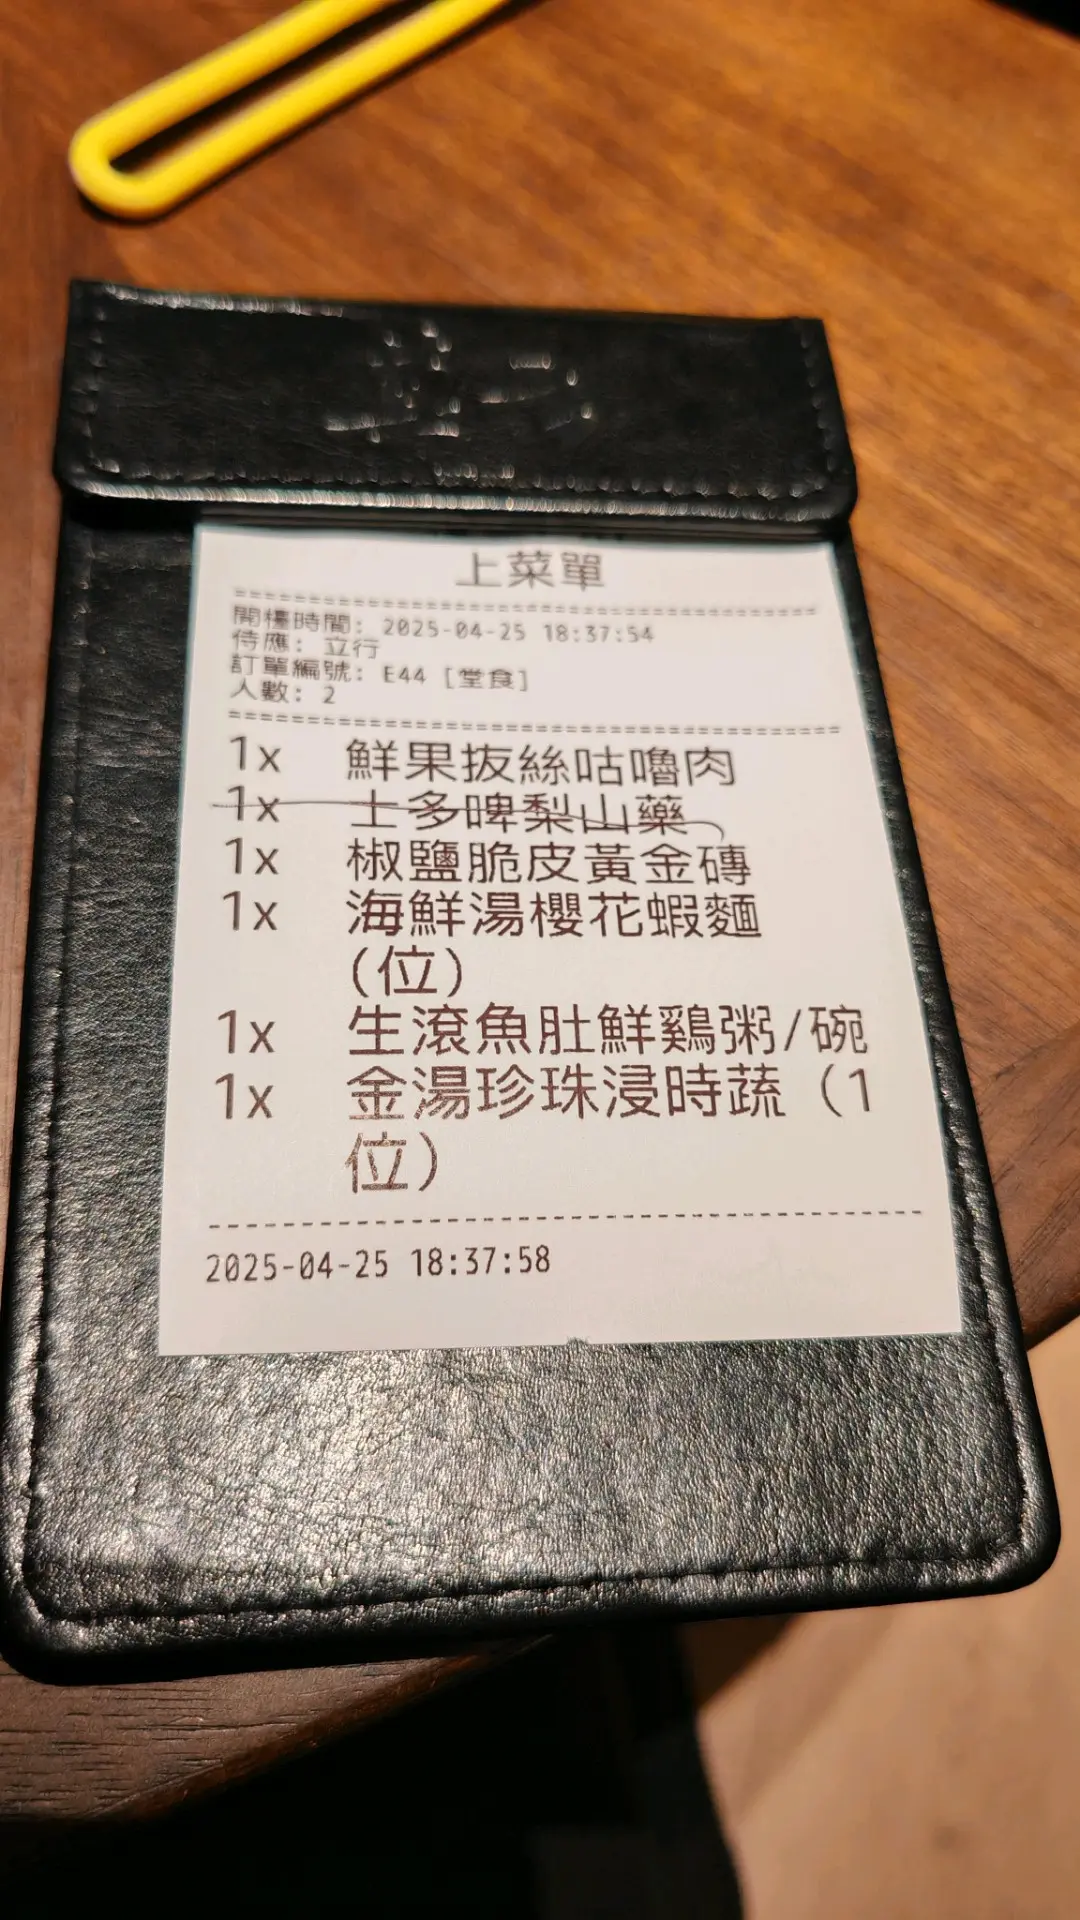 上菜單
開檯時間: 2025-04-25 18:37:54
侍應: 立行
訂單編號: E44 [堂食]
人數: 2
1x 鮮果拔絲咕嚕肉
1x 士多啤梨山藥
1x 椒鹽脆皮黃金磚
1x 海鮮湯櫻花蝦麵
(位)
1x 生滾魚肚鮮鷄粥/碗
1x 金湯珍珠浸時蔬 (1
位)
2025-04-25 18:37:58